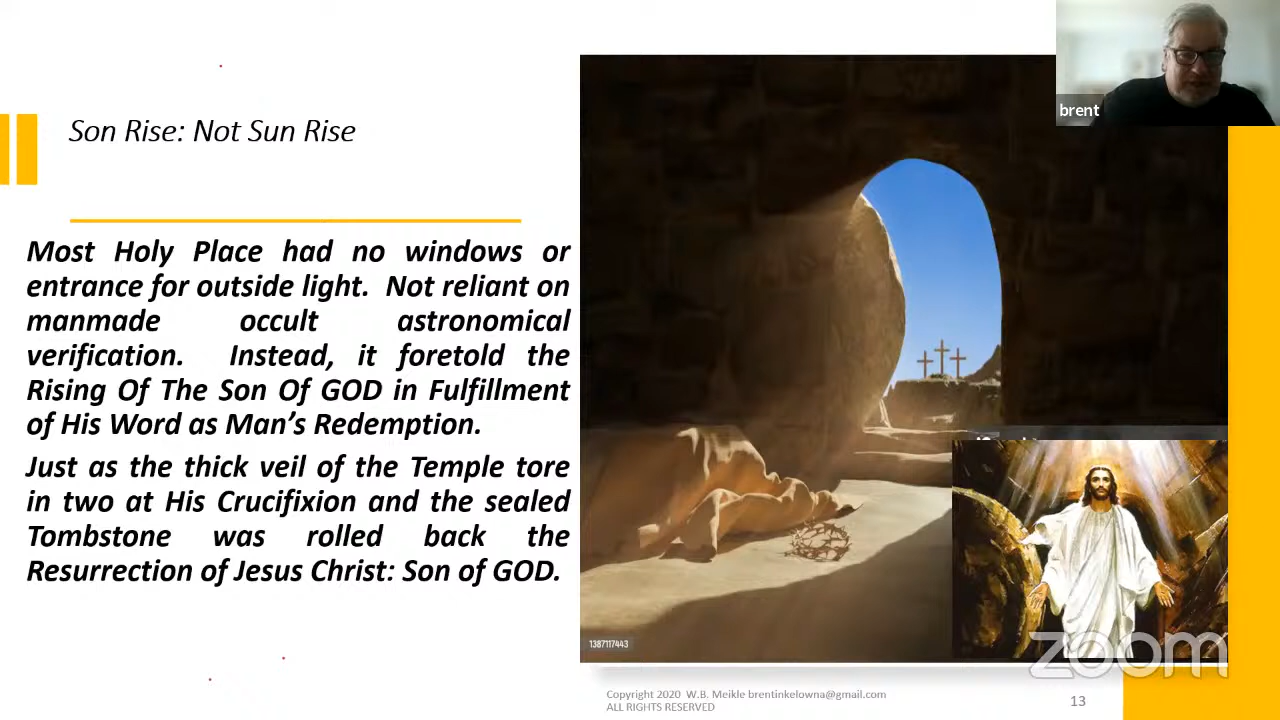 brent
Son Rise: Not Sun Rise
Most Holy Place had no windows or
entrance for outside light. Not reliant on
manmade occult astronomical
verification. Instead, it foretold the
Rising Of The Son Of GOD in Fulfillment
of His Word as Man’s Redemption.
Just as the thick veil of the Temple tore
in two at His Crucifixion and the sealed
Tombstone was rolled back the
Resurrection of Jesus Christ: Son of GOD.
1387117443
zoom
Copyright 2020 W.B. Meikle brentinkelowna@gmail.com
ALL RIGHTS RESERVED
13